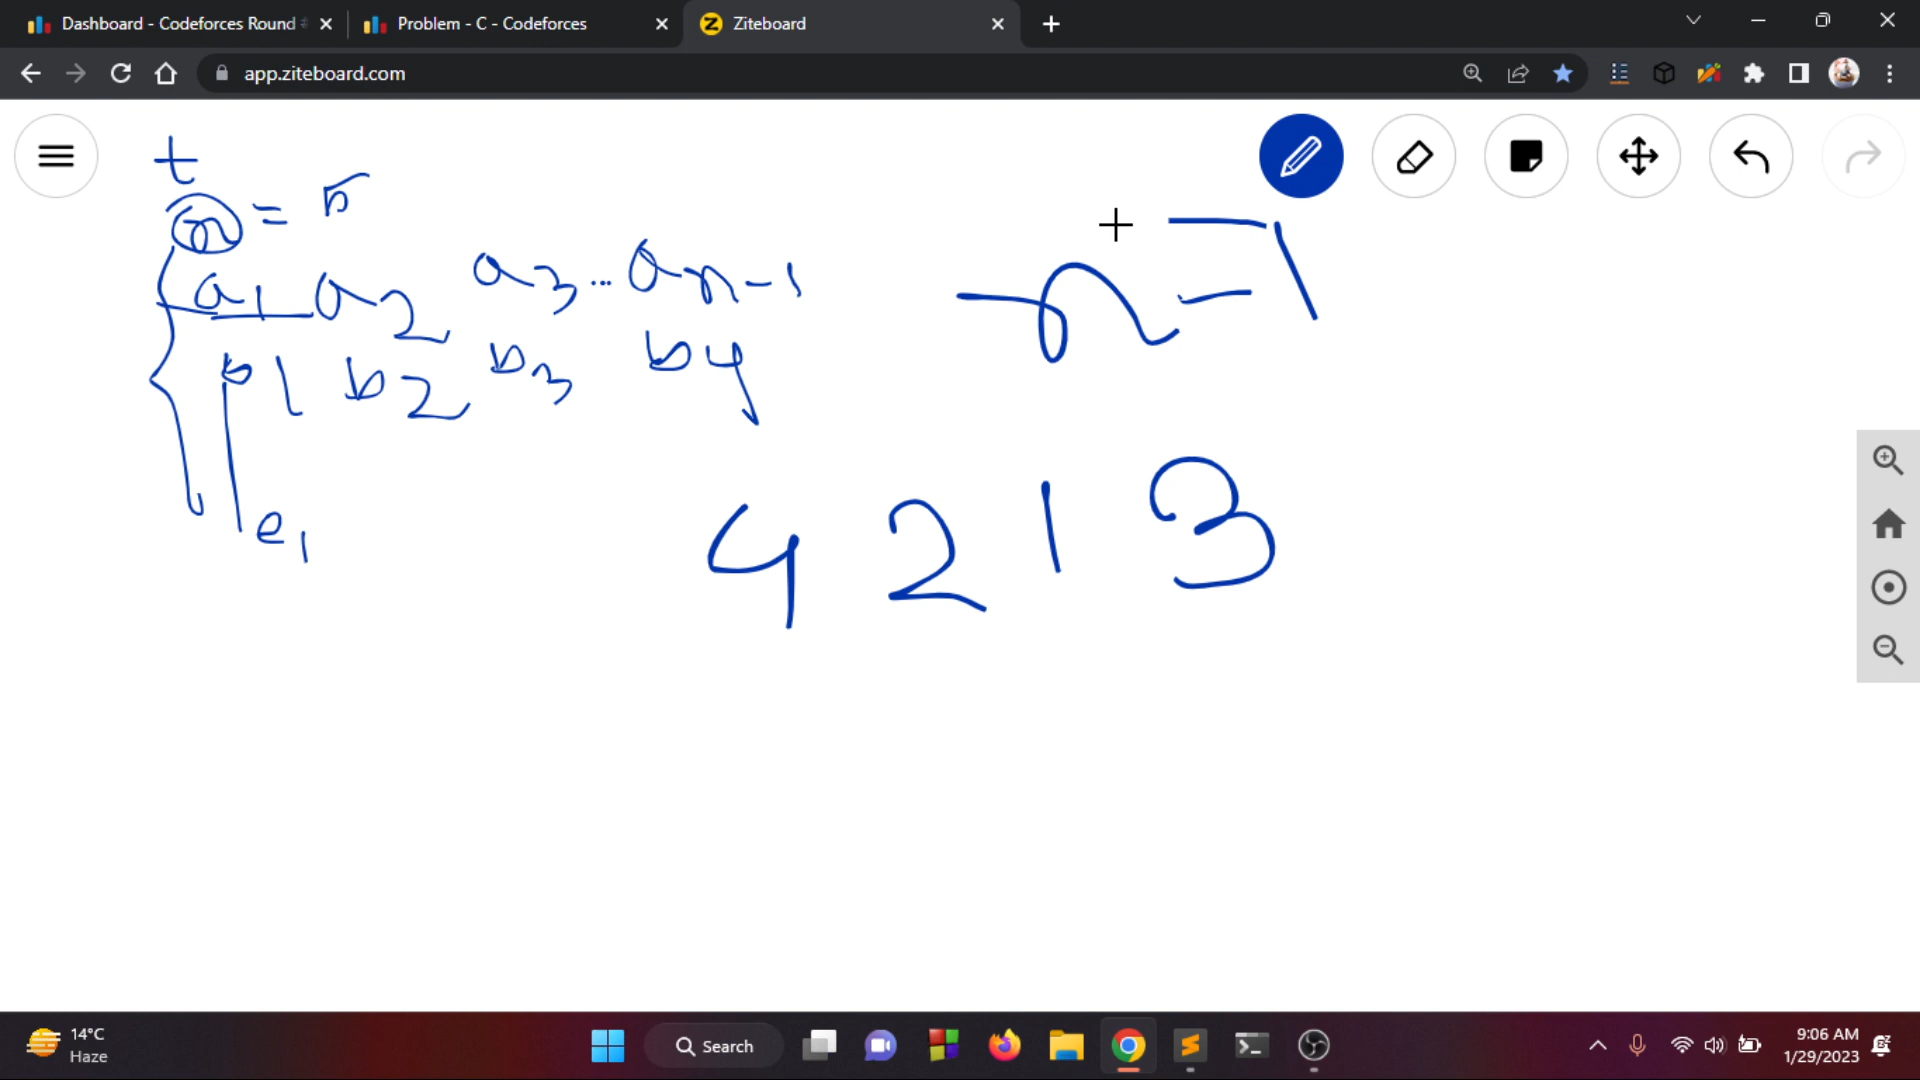 Dashboard - Codeforces Round
Problem - C - Codeforces
Ziteboard
app.ziteboard.com
t
n = 5
a1 a2 a3 ... an-1
b1 b2 b3 b4
e1
n-1
4 2 1 3
14°C
Haze
Search
9:06 AM
1/29/2023